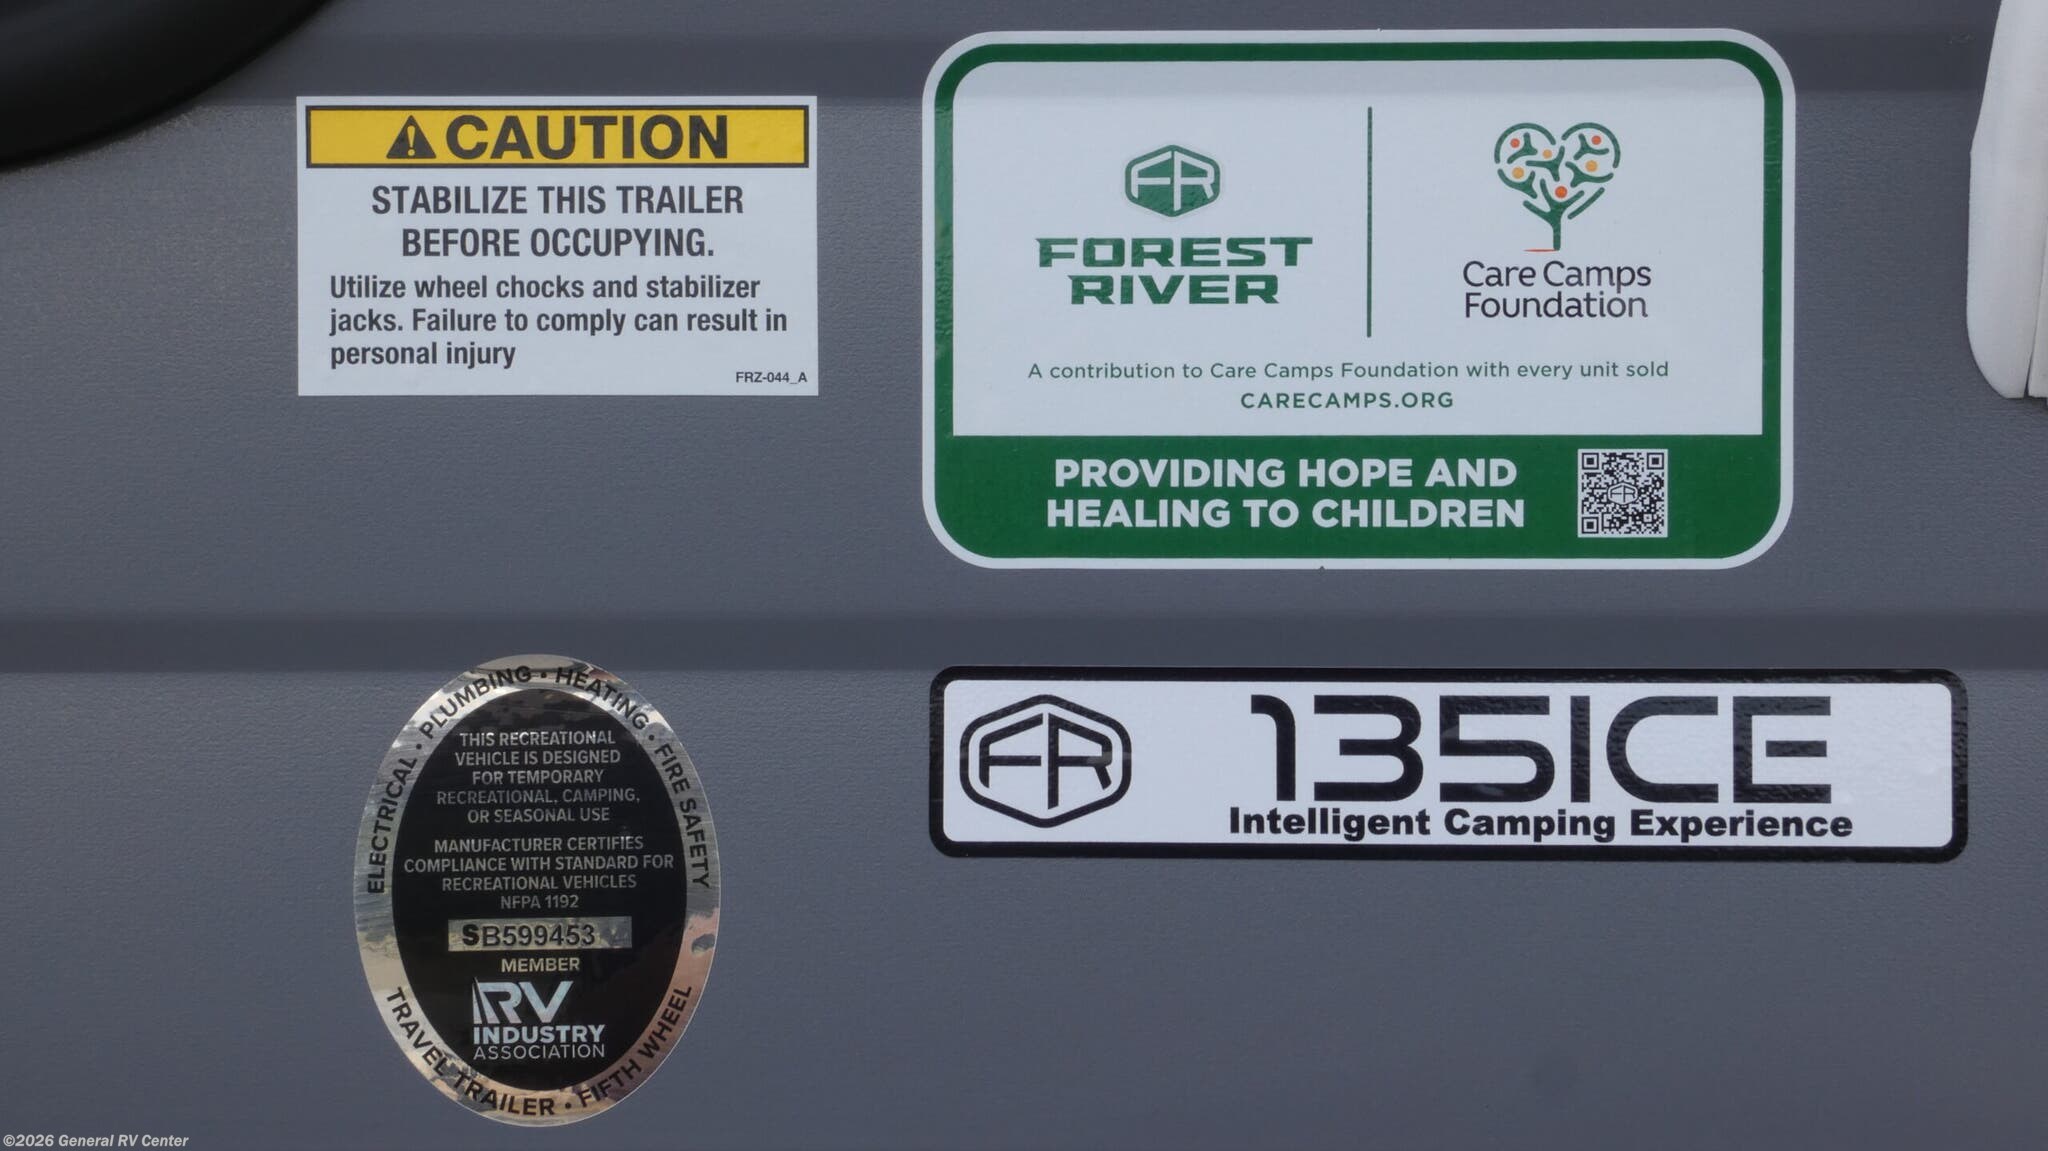 CAUTION
STABILIZE THIS TRAILER
BEFORE OCCUPYING.
Utilize wheel chocks and stabilizer
jacks. Failure to comply can result in
personal injury
FRZ-044_A
FR
FOREST
RIVER
Care Camps
Foundation
A contribution to Care Camps Foundation with every unit sold
CARECAMPS.ORG
PROVIDING HOPE AND
HEALING TO CHILDREN
FR
ELECTRICAL • PLUMBING • HEATING • FIRE SAFETY
THIS RECREATIONAL
VEHICLE IS DESIGNED
FOR TEMPORARY
RECREATIONAL, CAMPING,
OR SEASONAL USE
MANUFACTURER CERTIFIES
COMPLIANCE WITH STANDARD FOR
RECREATIONAL VEHICLES
NFPA 1192
SB599453
MEMBER
RV
INDUSTRY
ASSOCIATION
TRAVEL TRAILER • FIFTH WHEEL
FR
135ICE
Intelligent Camping Experience
©2026 General RV Center